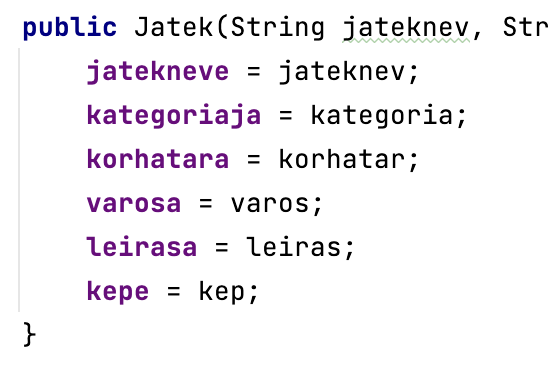 public Jatek(String jateknev, Str
jatekneve = jateknev;
kategoriaja = kategoria;
korhatara = korhatar;
varosa = varos;
leirasa = leiras;
kepe = kep;
}